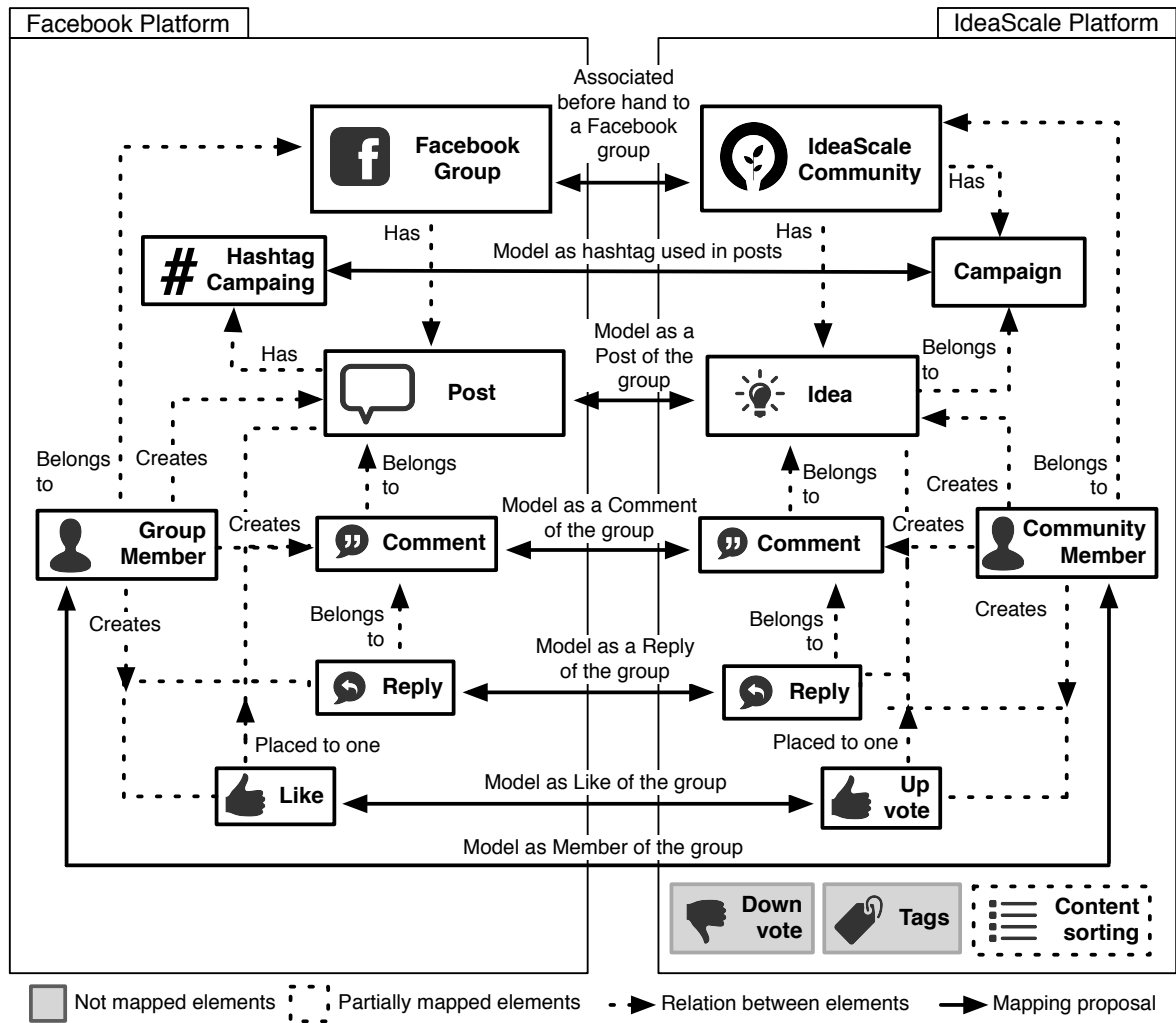 Facebook Platform
IdeaScale Platform
Associated
before hand to
a Facebook
group
f
Facebook
Group
IdeaScale
Community
Has
Has
Has
#
Hashtag
Campaing
Model as hashtag used in posts
Campaign
Has
Model as a
Post of the
group
Belongs
to
Post
Idea
Belongs
to
Creates
Belongs
to
Belongs
to
Creates
Belongs
to
Group
Member
Creates
Comment
Model as a Comment
of the group
Comment
Creates
Community
Member
Creates
Belongs
to
Model as a Reply
of the group
Belongs
to
Creates
Reply
Reply
Placed to one
Placed to one
Like
Model as Like of the group
Up
vote
Model as Member of the group
Down
vote
Tags
Content
sorting
Not mapped elements
Partially mapped elements
Relation between elements
Mapping proposal